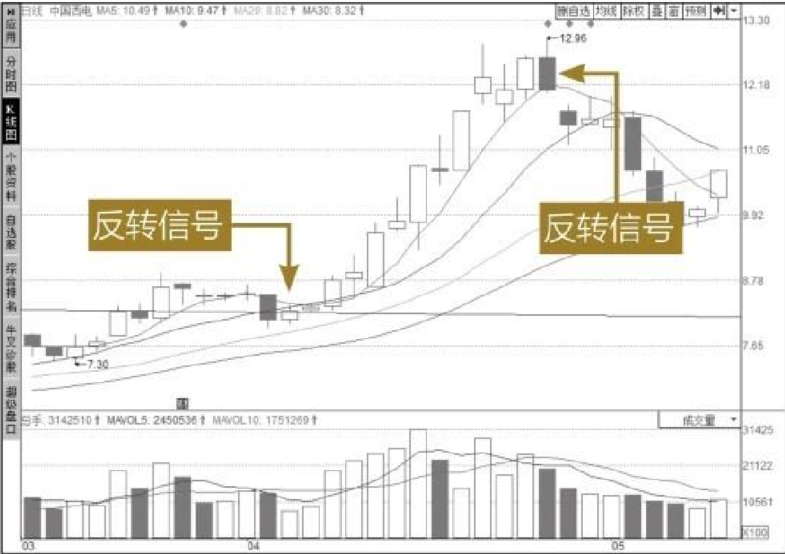 日线 中国西电 MA5: 10.49↑ MA10: 9.47↑ MA20: 8.82↑ MA30: 8.32↑
删自选 均线 除权 叠 窗 预测
应用
分时图
K线图
个股资料
自选股
综合排名
牛叉诊股
超级盘口
13.30
12.96
12.18
11.05
反转信号
反转信号
9.92
8.78
7.65
7.30
总手: 3142510↑ MAVOL5: 2450536↑ MAVOL10: 1751269↑
成交量
31425
21122
10561
X100
03
04
05